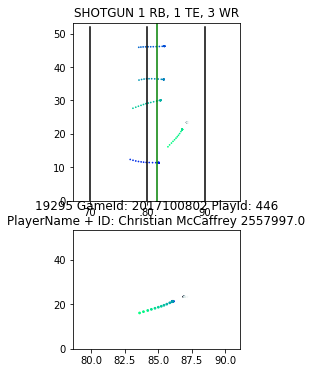 SHOTGUN 1 RB, 1 TE, 3 WR
50
40
30
20
10
0
70 80 90
19295 GameId: 2017100802 PlayId: 446
PlayerName + ID: Christian McCaffrey 2557997.0
40
20
0
80.0 82.5 85.0 87.5 90.0